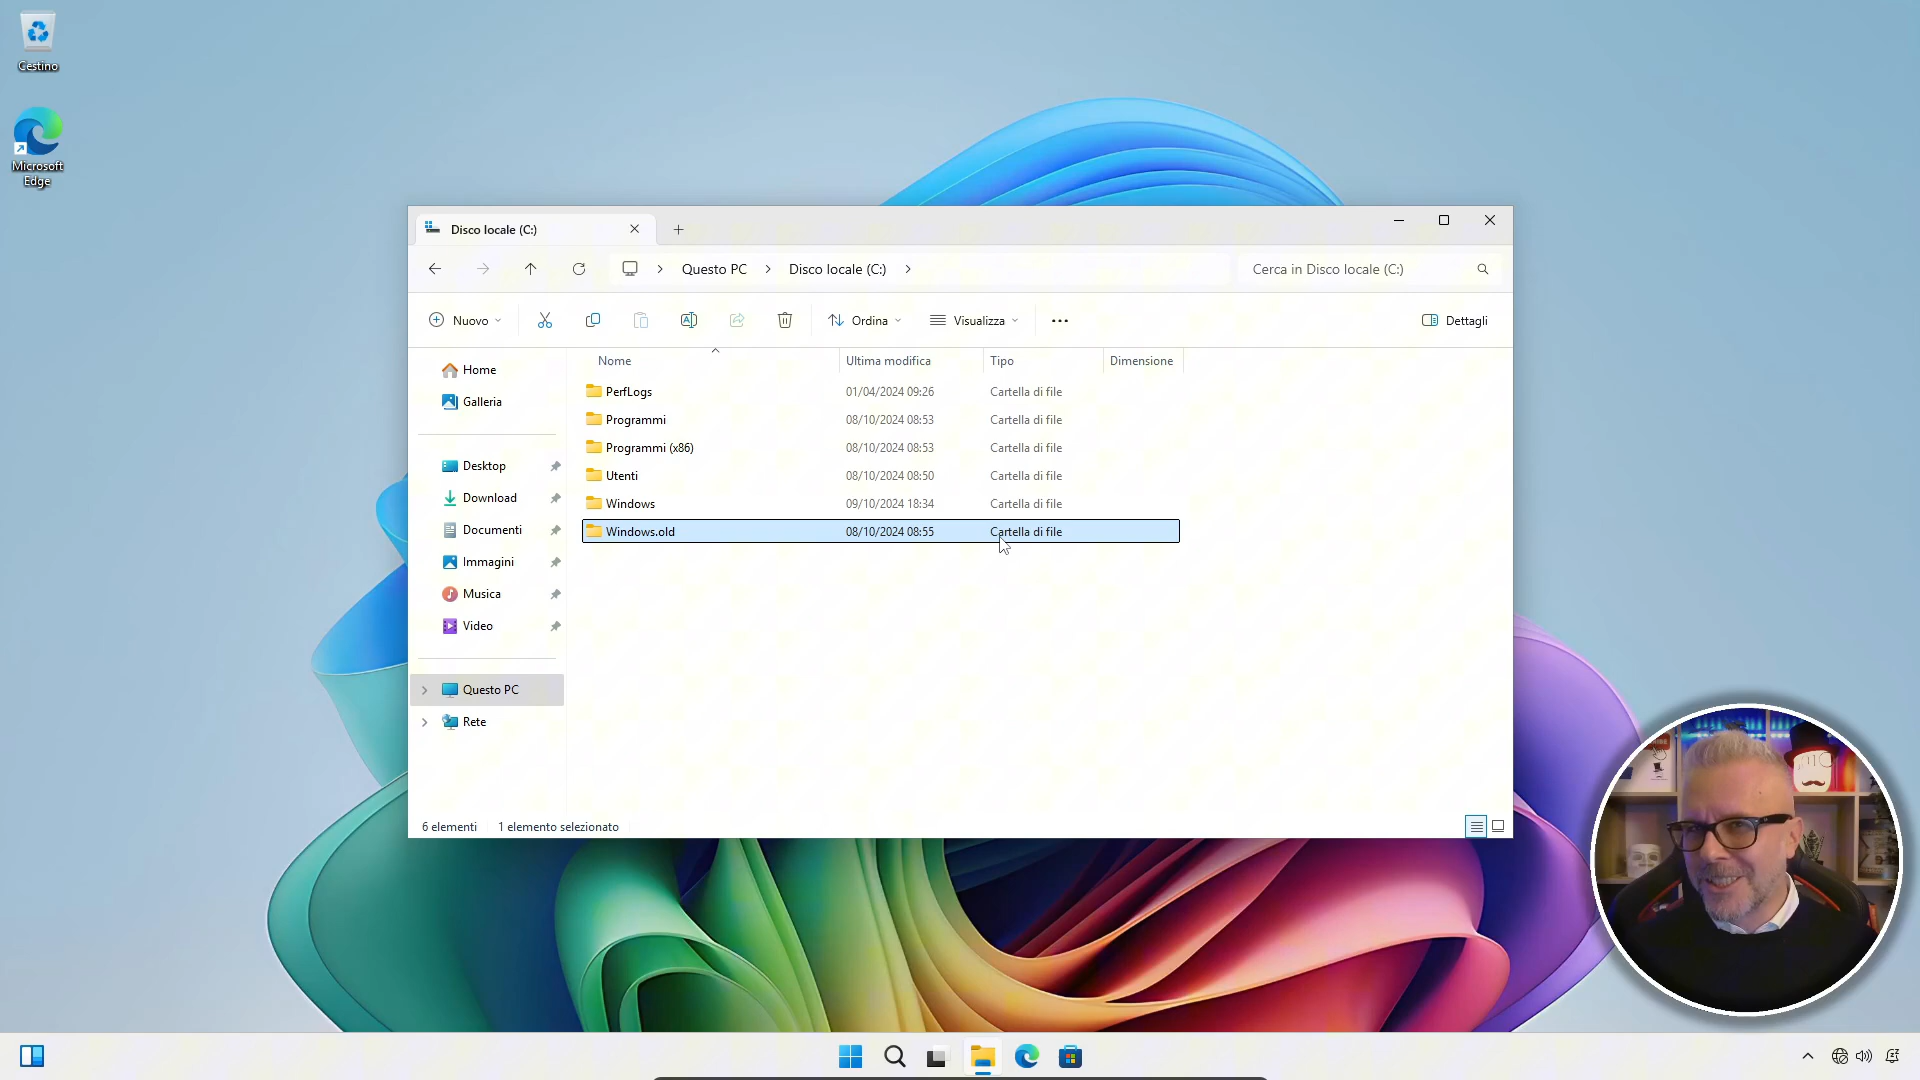 Cestino
Microsoft
Edge
Disco locale (C:)
Questo PC
Disco locale (C:)
Cerca in Disco locale (C:)
Nuovo
Ordina
Visualizza
Dettagli
Home
Galleria
Desktop
Download
Documenti
Immagini
Musica
Video
Questo PC
Rete
Nome Ultima modifica Tipo Dimensione
PerfLogs 01/04/2024 09:26 Cartella di file
Programmi 08/10/2024 08:53 Cartella di file
Programmi (x86) 08/10/2024 08:53 Cartella di file
Utenti 08/10/2024 08:50 Cartella di file
Windows 09/10/2024 18:34 Cartella di file
Windows.old 08/10/2024 08:55 Cartella di file
6 elementi 1 elemento selezionato